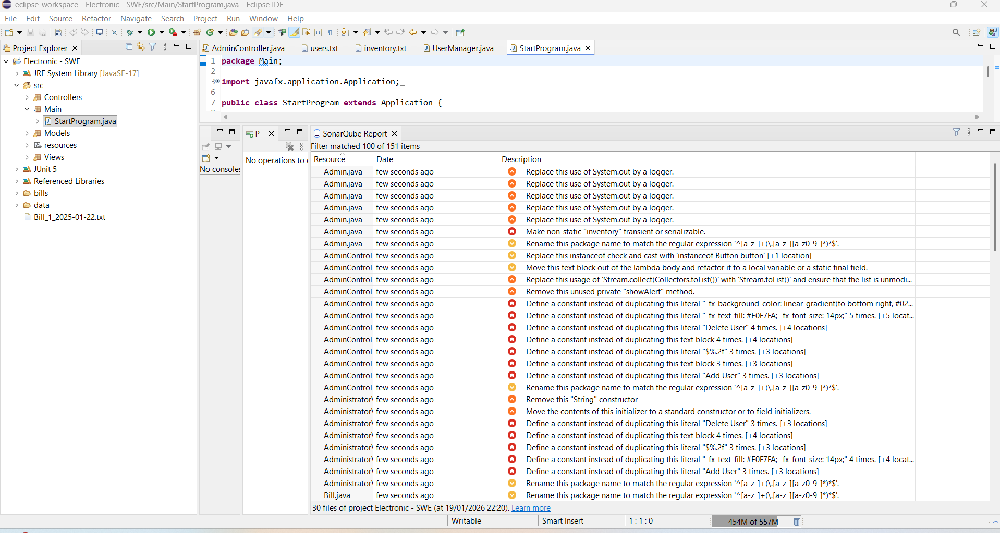 eclipse-workspace - Electronic - SWE/src/Main/StartProgram.java - Eclipse IDE
File Edit Source Refactor Navigate Search Project Run Window Help
Project Explorer
Electronic - SWE
JRE System Library [JavaSE-17]
src
Controllers
Main
StartProgram.java
Models
resources
Views
JUnit 5
Referenced Libraries
bills
data
Bill_1_2025-01-22.txt
AdminController.java users.txt inventory.txt UserManager.java StartProgram.java
1 package Main;
2
3 import javafx.application.Application;
6
7 public class StartProgram extends Application {
No consoles
P
No operations to
SonarQube Report
Filter matched 100 of 151 items
Resource Date Description
Admin.java few seconds ago Replace this use of System.out by a logger.
Admin.java few seconds ago Replace this use of System.out by a logger.
Admin.java few seconds ago Replace this use of System.out by a logger.
Admin.java few seconds ago Replace this use of System.out by a logger.
Admin.java few seconds ago Replace this use of System.out by a logger.
Admin.java few seconds ago Make non-static "inventory" transient or serializable.
Admin.java few seconds ago Rename this package name to match the regular expression '^[a-z_]+(\.[a-z_][a-z0-9_]*)*$'.
AdminControl few seconds ago Replace this instanceof check and cast with 'instanceof Button button' [+1 location]
AdminControl few seconds ago Move this text block out of the lambda body and refactor it to a local variable or a static final field.
AdminControl few seconds ago Replace this usage of 'Stream.collect(Collectors.toList())' with 'Stream.toList()' and ensure that the list is unmodi...
AdminControl few seconds ago Remove this unused private "showAlert" method.
AdminControl few seconds ago Define a constant instead of duplicating this literal "-fx-background-color: linear-gradient(to bottom right, #02...
AdminControl few seconds ago Define a constant instead of duplicating this literal "-fx-text-fill: #E0F7FA; -fx-font-size: 14px;" 5 times. [+5 locat...
AdminControl few seconds ago Define a constant instead of duplicating this literal "Delete User" 4 times. [+4 locations]
AdminControl few seconds ago Define a constant instead of duplicating this text block 4 times. [+4 locations]
AdminControl few seconds ago Define a constant instead of duplicating this literal "$%.2f" 3 times. [+3 locations]
AdminControl few seconds ago Define a constant instead of duplicating this text block 3 times. [+3 locations]
AdminControl few seconds ago Define a constant instead of duplicating this literal "Add User" 3 times. [+3 locations]
AdminControl few seconds ago Rename this package name to match the regular expression '^[a-z_]+(\.[a-z_][a-z0-9_]*)*$'.
Administrator few seconds ago Remove this "String" constructor
Administrator few seconds ago Move the contents of this initializer to a standard constructor or to field initializers.
Administrator few seconds ago Define a constant instead of duplicating this literal "Delete User" 3 times. [+3 locations]
Administrator few seconds ago Define a constant instead of duplicating this text block 4 times. [+4 locations]
Administrator few seconds ago Define a constant instead of duplicating this literal "$%.2f" 3 times. [+3 locations]
Administrator few seconds ago Define a constant instead of duplicating this literal "-fx-text-fill: #E0F7FA; -fx-font-size: 14px;" 4 times. [+4 locat...
Administrator few seconds ago Define a constant instead of duplicating this literal "Add User" 3 times. [+3 locations]
Administrator few seconds ago Rename this package name to match the regular expression '^[a-z_]+(\.[a-z_][a-z0-9_]*)*$'.
Bill.java few seconds ago Rename this package name to match the regular expression '^[a-z_]+(\.[a-z_][a-z0-9_]*)*$'.
30 files of project Electronic - SWE (at 19/01/2026 22:20). Learn more
Writable Smart Insert 1 : 1 : 0 454M of 557M